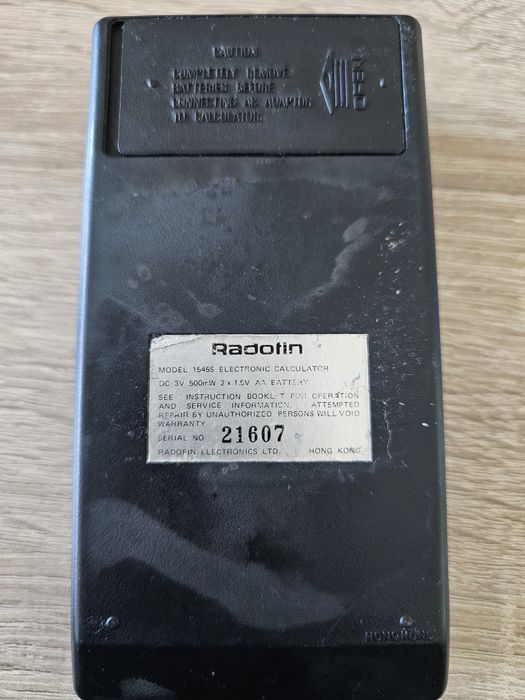 CAUTION
COMPLETELY REMOVE
BATTERIES BEFORE
CONNECTING AC ADAPTOR
TO CALCULATOR.
OPEN
Radofin
MODEL 1545S ELECTRONIC CALCULATOR
DC 3V, 500mW 2 x 1.5V AA BATTERY
SEE INSTRUCTION BOOKL T FOR OPERATION
AND SERVICE INFORMATION. ATTEMPTED
REPAIR BY UNAUTHORIZED PERSONS WILL VOID
WARRANTY
SERIAL NO 21607
RADOFIN ELECTRONICS LTD. HONG KONG
HONG KONG